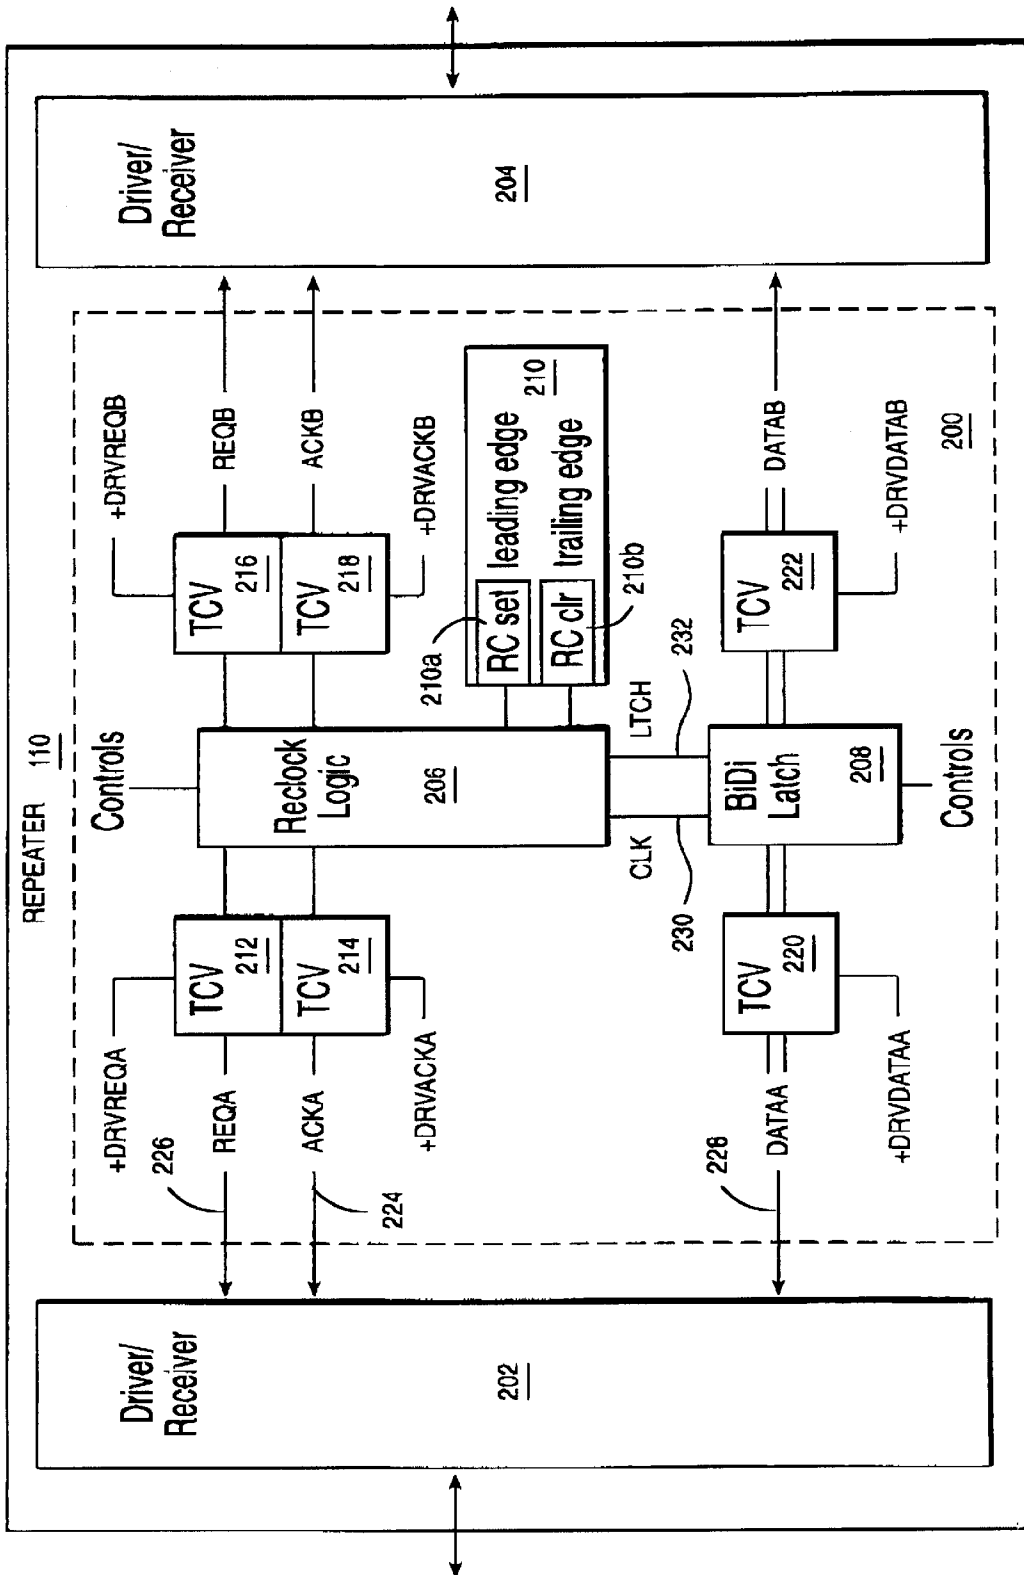 REPEATER 110
Controls
+DRVREQA
+DRVREQB
226
REQA
TCV
212
TCV
216
REQB
Driver/
Receiver
202
Driver/
Receiver
204
ACKA
224
TCV
214
Reclock
Logic
206
TCV
218
ACKB
+DRVACKA
+DRVACKB
210a
RC set
leading edge
210
RC clr
trailing edge
210b
CLK
LTCH
230
232
228
DATAA
TCV
220
BiDi
Latch
208
TCV
222
DATAB
+DRVDATAA
Controls
+DRVDATAB
200